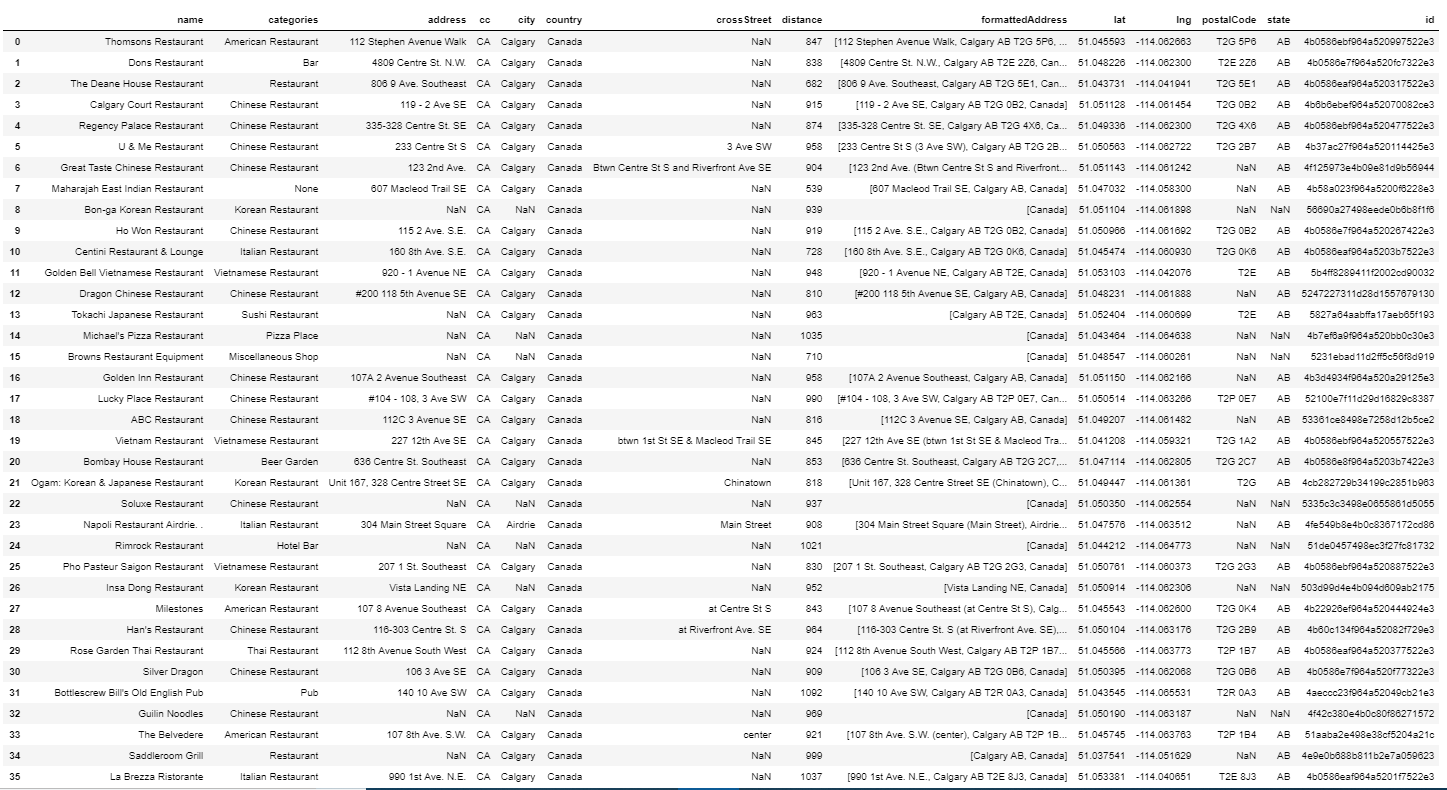 name categories address cc city country crossStreet distance formattedAddress lat lng postalCode state id
0 Thomsons Restaurant American Restaurant 112 Stephen Avenue Walk CA Calgary Canada NaN 847 [112 Stephen Avenue Walk, Calgary AB T2G 5P6, ... 51.045593 -114.062663 T2G 5P6 AB 4b0586ebf964a520997522e3
1 Dons Restaurant Bar 4809 Centre St. N.W. CA Calgary Canada NaN 838 [4809 Centre St. N.W., Calgary AB T2E 2Z6, Can... 51.048226 -114.062300 T2E 2Z6 AB 4b0586e7f964a520fc7322e3
2 The Deane House Restaurant Restaurant 806 9 Ave. Southeast CA Calgary Canada NaN 682 [806 9 Ave. Southeast, Calgary AB T2G 5E1, Can... 51.043731 -114.041941 T2G 5E1 AB 4b0586eaf964a520317522e3
3 Calgary Court Restaurant Chinese Restaurant 119 - 2 Ave SE CA Calgary Canada NaN 915 [119 - 2 Ave SE, Calgary AB T2G 0B2, Canada] 51.051128 -114.061454 T2G 0B2 AB 4b6b6ebef964a52070082ce3
4 Regency Palace Restaurant Chinese Restaurant 335-328 Centre St. SE CA Calgary Canada NaN 874 [335-328 Centre St. SE, Calgary AB T2G 4X6, Ca... 51.049336 -114.062300 T2G 4X6 AB 4b0586ebf964a520477522e3
5 U & Me Restaurant Chinese Restaurant 233 Centre St S CA Calgary Canada 3 Ave SW 958 [233 Centre St S (3 Ave SW), Calgary AB T2G 2B... 51.050563 -114.062722 T2G 2B7 AB 4b37ac27f964a520114425e3
6 Great Taste Chinese Restaurant Chinese Restaurant 123 2nd Ave. CA Calgary Canada Btwn Centre St S and Riverfront Ave SE 904 [123 2nd Ave. (Btwn Centre St S and Riverfront... 51.051143 -114.061242 NaN AB 4f125973e4b09e81d9b56944
7 Maharajah East Indian Restaurant None 607 Macleod Trail SE CA Calgary Canada NaN 539 [607 Macleod Trail SE, Calgary AB, Canada] 51.047032 -114.058300 NaN AB 4b58a023f964a5200f6228e3
8 Bon-ga Korean Restaurant Korean Restaurant NaN CA NaN Canada NaN 939 [Canada] 51.051104 -114.061898 NaN NaN 56690a27498eede0b6b8f1f6
9 Ho Won Restaurant Chinese Restaurant 115 2 Ave. S.E. CA Calgary Canada NaN 919 [115 2 Ave. S.E., Calgary AB T2G 0B2, Canada] 51.050966 -114.061692 T2G 0B2 AB 4b0586e7f964a520267422e3
10 Centini Restaurant & Lounge Italian Restaurant 160 8th Ave. S.E. CA Calgary Canada NaN 728 [160 8th Ave. S.E., Calgary AB T2G 0K6, Canada] 51.045474 -114.060930 T2G 0K6 AB 4b0586eaf964a5203b7522e3
11 Golden Bell Vietnamese Restaurant Vietnamese Restaurant 920 - 1 Avenue NE CA Calgary Canada NaN 948 [920 - 1 Avenue NE, Calgary AB T2E, Canada] 51.053103 -114.042076 T2E AB 5b4ff8289411f2002cd90032
12 Dragon Chinese Restaurant Chinese Restaurant #200 118 5th Avenue SE CA Calgary Canada NaN 810 [#200 118 5th Avenue SE, Calgary AB, Canada] 51.048231 -114.061888 NaN AB 5247227311d28d1557679130
13 Tokachi Japanese Restaurant Sushi Restaurant NaN CA Calgary Canada NaN 963 [Calgary AB T2E, Canada] 51.052404 -114.060699 T2E AB 5827a64aabffa17aeb65f193
14 Michael's Pizza Restaurant Pizza Place NaN CA NaN Canada NaN 1035 [Canada] 51.043464 -114.064638 NaN NaN 4b7ef6a9f964a520bb0c30e3
15 Browns Restaurant Equipment Miscellaneous Shop NaN CA NaN Canada NaN 710 [Canada] 51.048547 -114.060261 NaN NaN 5231ebad11d2ff5c56f8d919
16 Golden Inn Restaurant Chinese Restaurant 107A 2 Avenue Southeast CA Calgary Canada NaN 958 [107A 2 Avenue Southeast, Calgary AB, Canada] 51.051150 -114.062166 NaN AB 4b3d4934f964a520a29125e3
17 Lucky Place Restaurant Chinese Restaurant #104 - 108, 3 Ave SW CA Calgary Canada NaN 990 [#104 - 108, 3 Ave SW, Calgary AB T2P 0E7, Can... 51.050514 -114.063266 T2P 0E7 AB 52100e7f11d29d16829c8387
18 ABC Restaurant Chinese Restaurant 112C 3 Avenue SE CA Calgary Canada NaN 816 [112C 3 Avenue SE, Calgary AB, Canada] 51.049207 -114.061482 NaN AB 53361ce8498e7258d12b5ce2
19 Vietnam Restaurant Vietnamese Restaurant 227 12th Ave SE CA Calgary Canada btwn 1st St SE & Macleod Trail SE 845 [227 12th Ave SE (btwn 1st St SE & Macleod Tra... 51.041208 -114.059321 T2G 1A2 AB 4b0586ebf964a520557522e3
20 Bombay House Restaurant Beer Garden 636 Centre St. Southeast CA Calgary Canada NaN 853 [636 Centre St. Southeast, Calgary AB T2G 2C7,... 51.047114 -114.062805 T2G 2C7 AB 4b0586e8f964a5203b7422e3
21 Ogam: Korean & Japanese Restaurant Korean Restaurant Unit 167, 328 Centre Street SE CA Calgary Canada Chinatown 818 [Unit 167, 328 Centre Street SE (Chinatown), C... 51.049447 -114.061361 T2G AB 4cb282729b34199c2851b963
22 Soluxe Restaurant Chinese Restaurant NaN CA NaN Canada NaN 937 [Canada] 51.050350 -114.062554 NaN NaN 5335c3c3498e0655861d5055
23 Napoli Restaurant Airdrie. . Italian Restaurant 304 Main Street Square CA Airdrie Canada Main Street 908 [304 Main Street Square (Main Street), Airdrie... 51.047576 -114.063512 NaN AB 4fe549b8e4b0c8367172cd86
24 Rimrock Restaurant Hotel Bar NaN CA NaN Canada NaN 1021 [Canada] 51.044212 -114.064773 NaN NaN 51de0457498ec3f27fc81732
25 Pho Pasteur Saigon Restaurant Vietnamese Restaurant 207 1 St. Southeast CA Calgary Canada NaN 830 [207 1 St. Southeast, Calgary AB T2G 2G3, Canada] 51.050761 -114.060373 T2G 2G3 AB 4b0586ebf964a520887522e3
26 Insa Dong Restaurant Korean Restaurant Vista Landing NE CA NaN Canada NaN 952 [Vista Landing NE, Canada] 51.050914 -114.062306 NaN NaN 503d99d4e4b094d609ab2175
27 Milestones American Restaurant 107 8 Avenue Southeast CA Calgary Canada at Centre St S 843 [107 8 Avenue Southeast (at Centre St S), Calg... 51.045543 -114.062600 T2G 0K4 AB 4b22926ef964a520444924e3
28 Han's Restaurant Chinese Restaurant 116-303 Centre St. S CA Calgary Canada at Riverfront Ave. SE 964 [116-303 Centre St. S (at Riverfront Ave. SE),... 51.050104 -114.063176 T2G 2B9 AB 4b60c134f964a52082f729e3
29 Rose Garden Thai Restaurant Thai Restaurant 112 8th Avenue South West CA Calgary Canada NaN 924 [112 8th Avenue South West, Calgary AB T2P 1B7... 51.045566 -114.063773 T2P 1B7 AB 4b0586eaf964a520377522e3
30 Silver Dragon Chinese Restaurant 106 3 Ave SE CA Calgary Canada NaN 909 [106 3 Ave SE, Calgary AB T2G 0B6, Canada] 51.050395 -114.062068 T2G 0B6 AB 4b0586e7f964a520f77322e3
31 Bottlescrew Bill's Old English Pub Pub 140 10 Ave SW CA Calgary Canada NaN 1092 [140 10 Ave SW, Calgary AB T2R 0A3, Canada] 51.043545 -114.065531 T2R 0A3 AB 4aeccc23f964a52049cb21e3
32 Guilin Noodles Chinese Restaurant NaN CA NaN Canada NaN 969 [Canada] 51.050190 -114.063187 NaN NaN 4f42c380e4b0c80f86271572
33 The Belvedere American Restaurant 107 8th Ave. S.W. CA Calgary Canada center 921 [107 8th Ave. S.W. (center), Calgary AB T2P 1B... 51.045745 -114.063763 T2P 1B4 AB 51aaba2e498e38cf5204a21c
34 Saddleroom Grill Restaurant NaN CA Calgary Canada NaN 999 [Calgary AB, Canada] 51.037541 -114.051629 NaN AB 4e9e0b688b811b2e7a059623
35 La Brezza Ristorante Italian Restaurant 990 1st Ave. N.E. CA Calgary Canada NaN 1037 [990 1st Ave. N.E., Calgary AB T2E 8J3, Canada] 51.053381 -114.040651 T2E 8J3 AB 4b0586eaf964a5201f7522e3